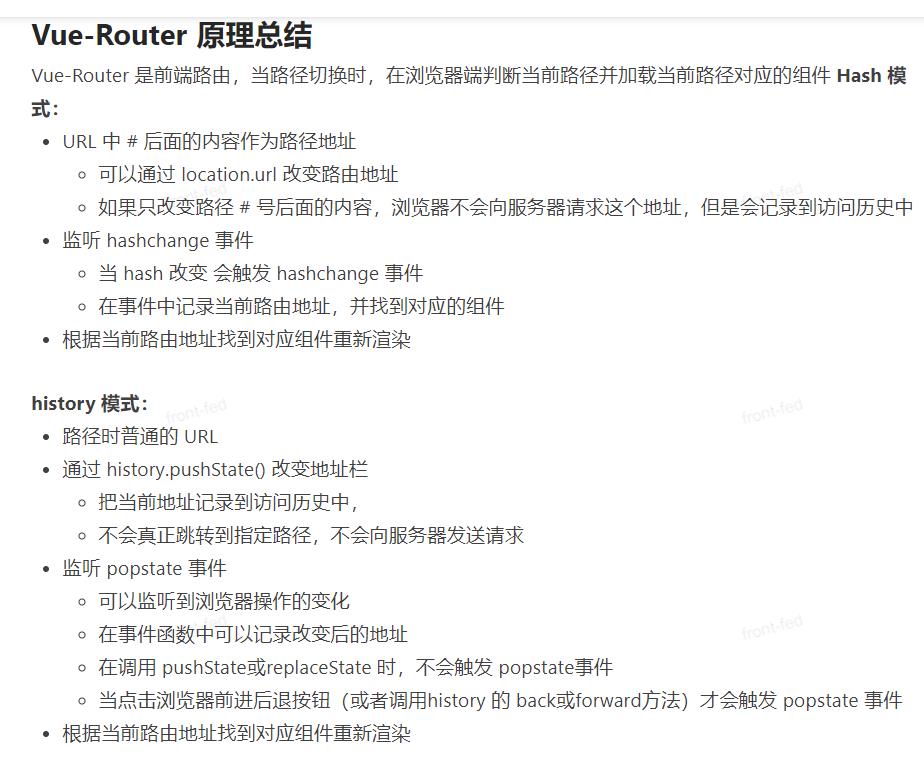 Vue-Router 原理总结
Vue-Router 是前端路由，当路径切换时，在浏览器端判断当前路径并加载当前路径对应的组件 Hash 模
式：
URL 中 # 后面的内容作为路径地址
可以通过 location.url 改变路由地址
如果只改变路径 # 号后面的内容，浏览器不会向服务器请求这个地址，但是会记录到访问历史中
监听 hashchange 事件
当 hash 改变 会触发 hashchange 事件
在事件中记录当前路由地址，并找到对应的组件
根据当前路由地址找到对应组件重新渲染
history 模式：
front-fed
front-fed
路径时普通的 URL
通过 history.pushState() 改变地址栏
把当前地址记录到访问历史中，
不会真正跳转到指定路径，不会向服务器发送请求
监听 popstate 事件
可以监听到浏览器操作的变化
在事件函数中可以记录改变后的地址
front-fed
在调用 pushState或replaceState 时，不会触发 popstate事件
当点击浏览器前进后退按钮（或者调用history 的 back或forward方法）才会触发 popstate 事件
根据当前路由地址找到对应组件重新渲染